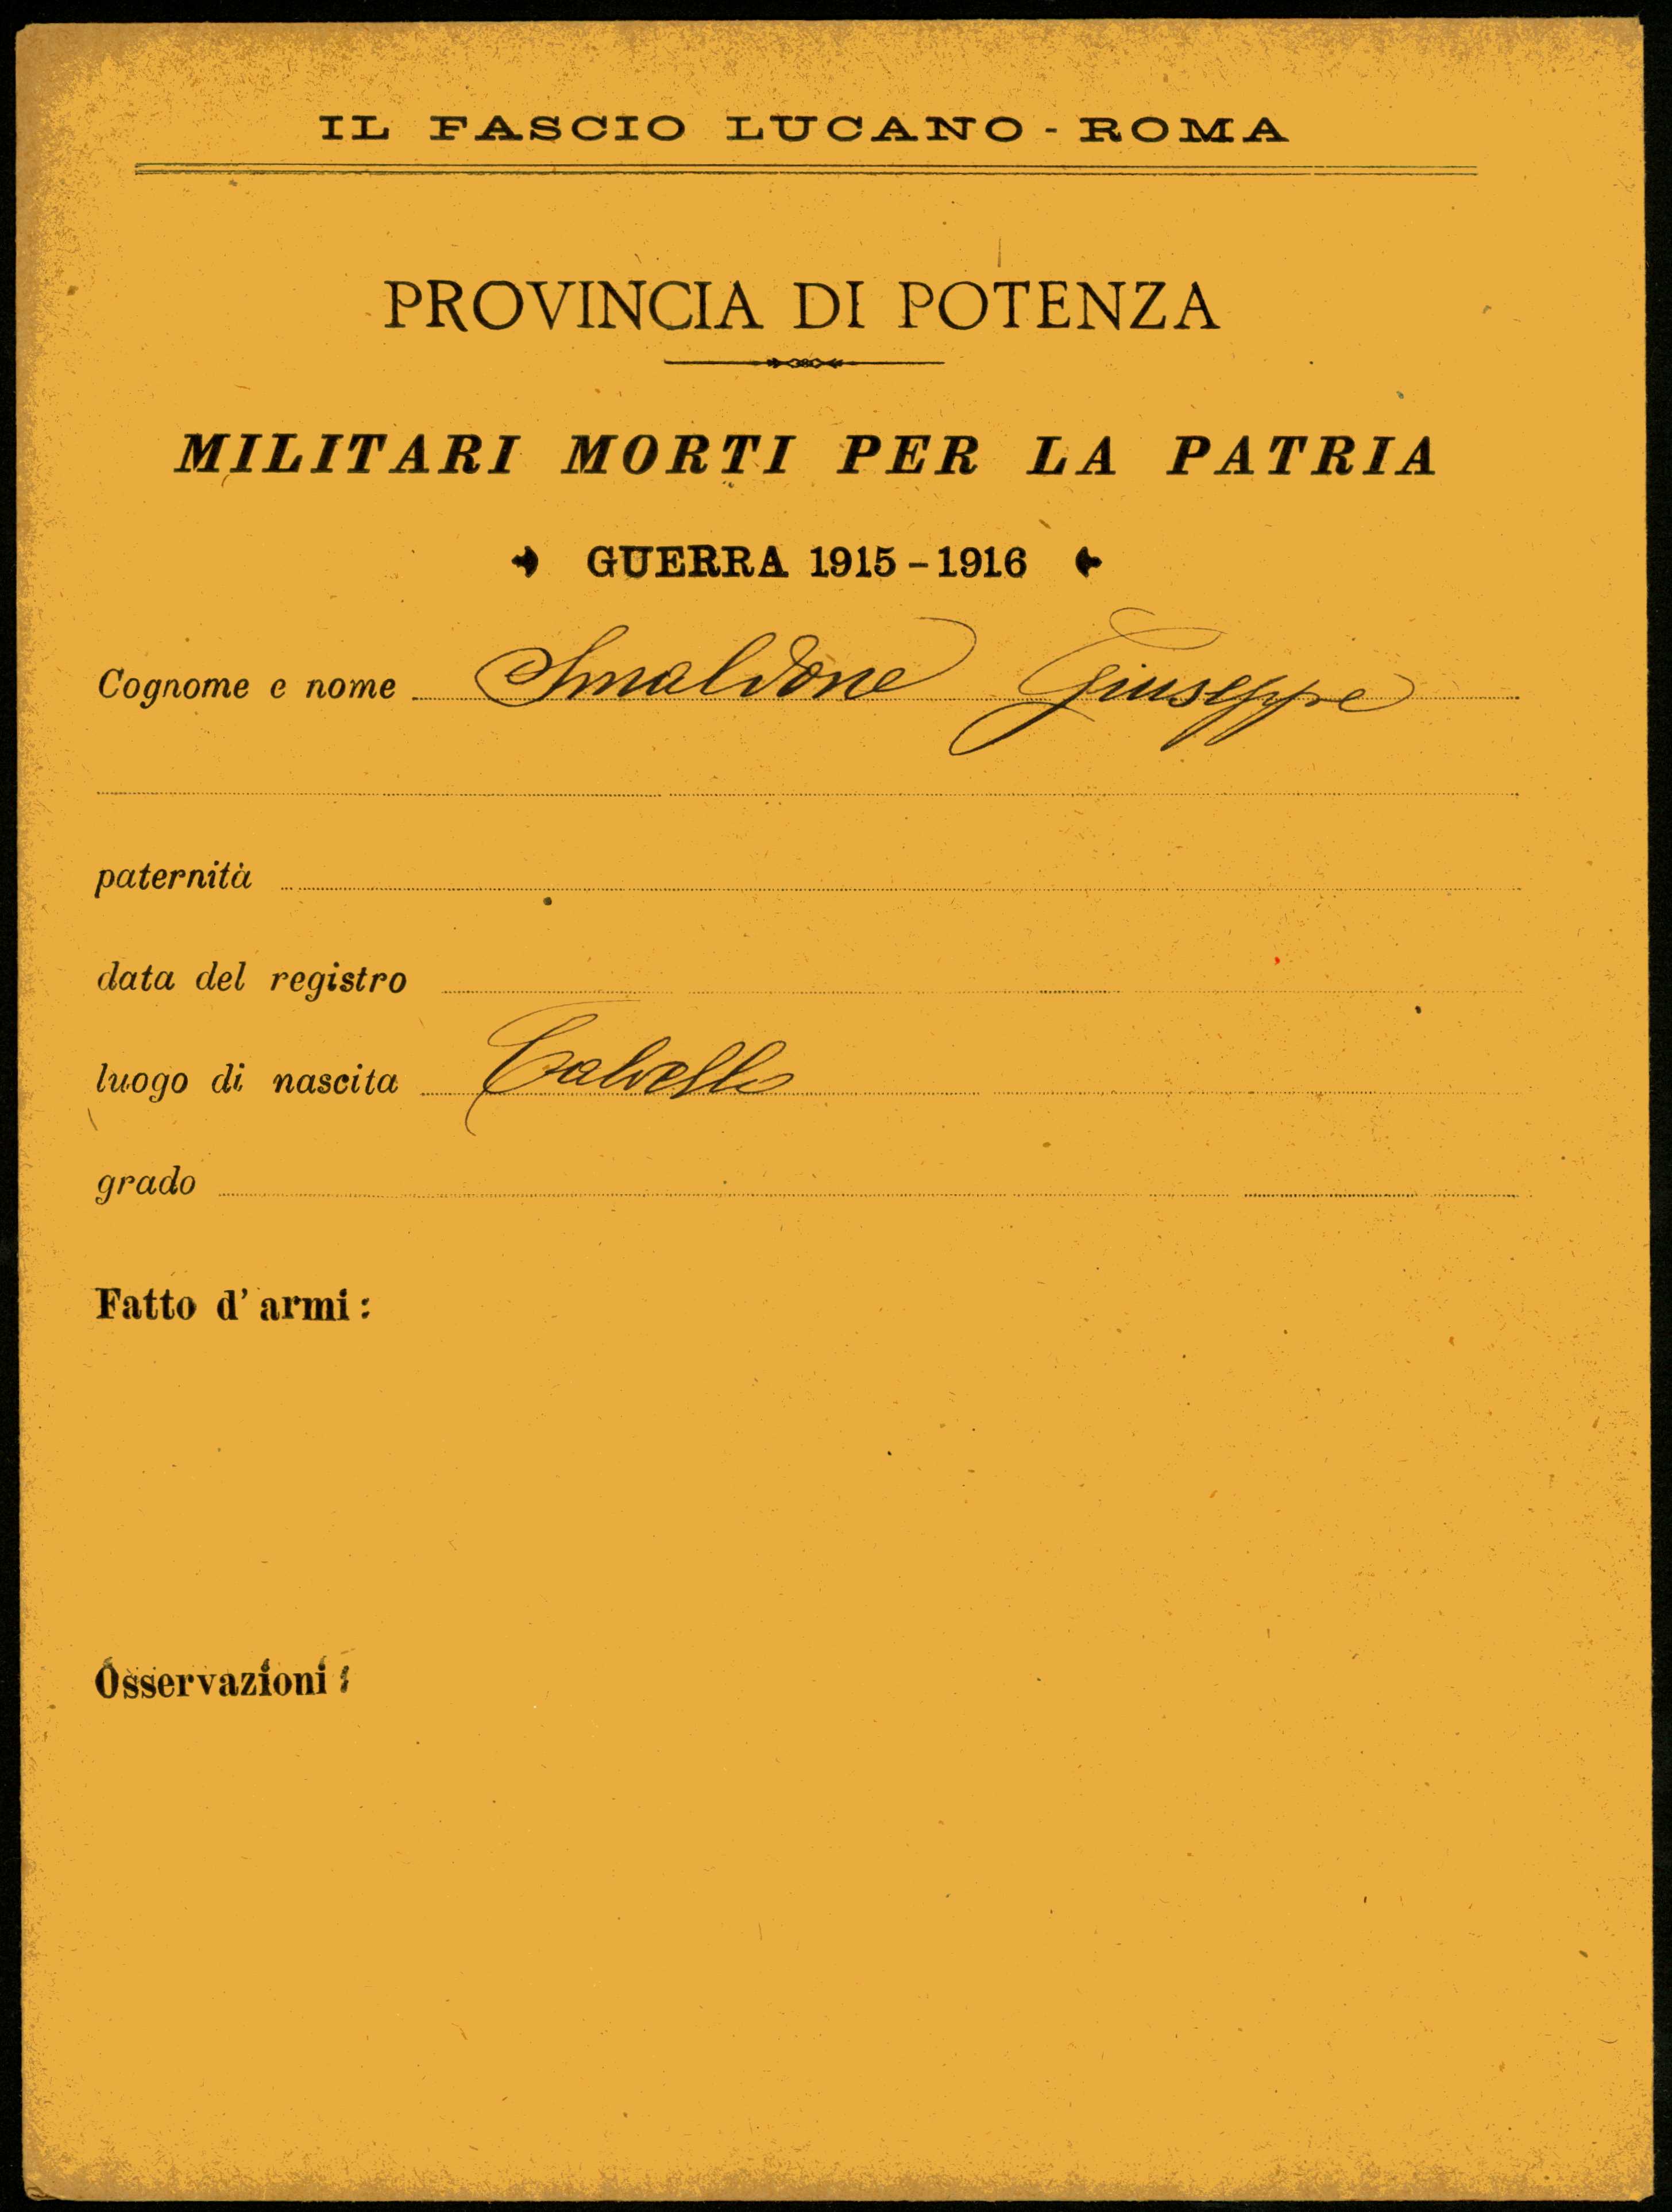 IL FASCIO LUCANO - ROMA
PROVINCIA DI POTENZA
MILITARI MORTI PER LA PATRIA
GUERRA 1915-1916
Cognome e nome Smaldone Giuseppe
paternità
data del registro
luogo di nascita Calvello
grado
Fatto d'armi:
Osservazioni: